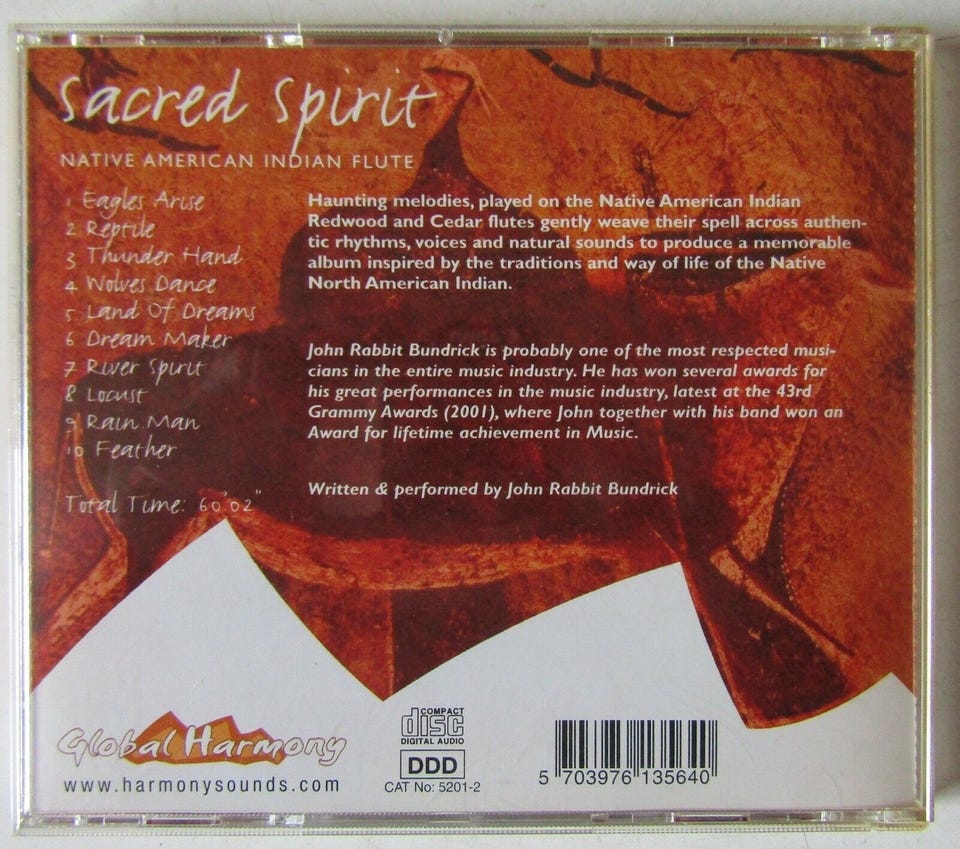 Sacred Spirit
NATIVE AMERICAN INDIAN FLUTE
1 Eagles Arise
2 Reptile
3 Thunder Hand
4 Wolves Dance
5 Land Of Dreams
6 Dream Maker
7 River Spirit
8 Locust
9 Rain Man
10 Feather
Total Time: 60'02"
Haunting melodies, played on the Native American Indian
Redwood and Cedar flutes gently weave their spell across authen-
tic rhythms, voices and natural sounds to produce a memorable
album inspired by the traditions and way of life of the Native
North American Indian.
John Rabbit Bundrick is probably one of the most respected musi-
cians in the entire music industry. He has won several awards for
his great performances in the music industry, latest at the 43rd
Grammy Awards (2001), where John together with his band won an
Award for lifetime achievement in Music.
Written & performed by John Rabbit Bundrick
Global Harmony
www.harmonysounds.com
COMPACT
disc
DIGITAL AUDIO
DDD
CAT No: 5201-2
5 703976 135640